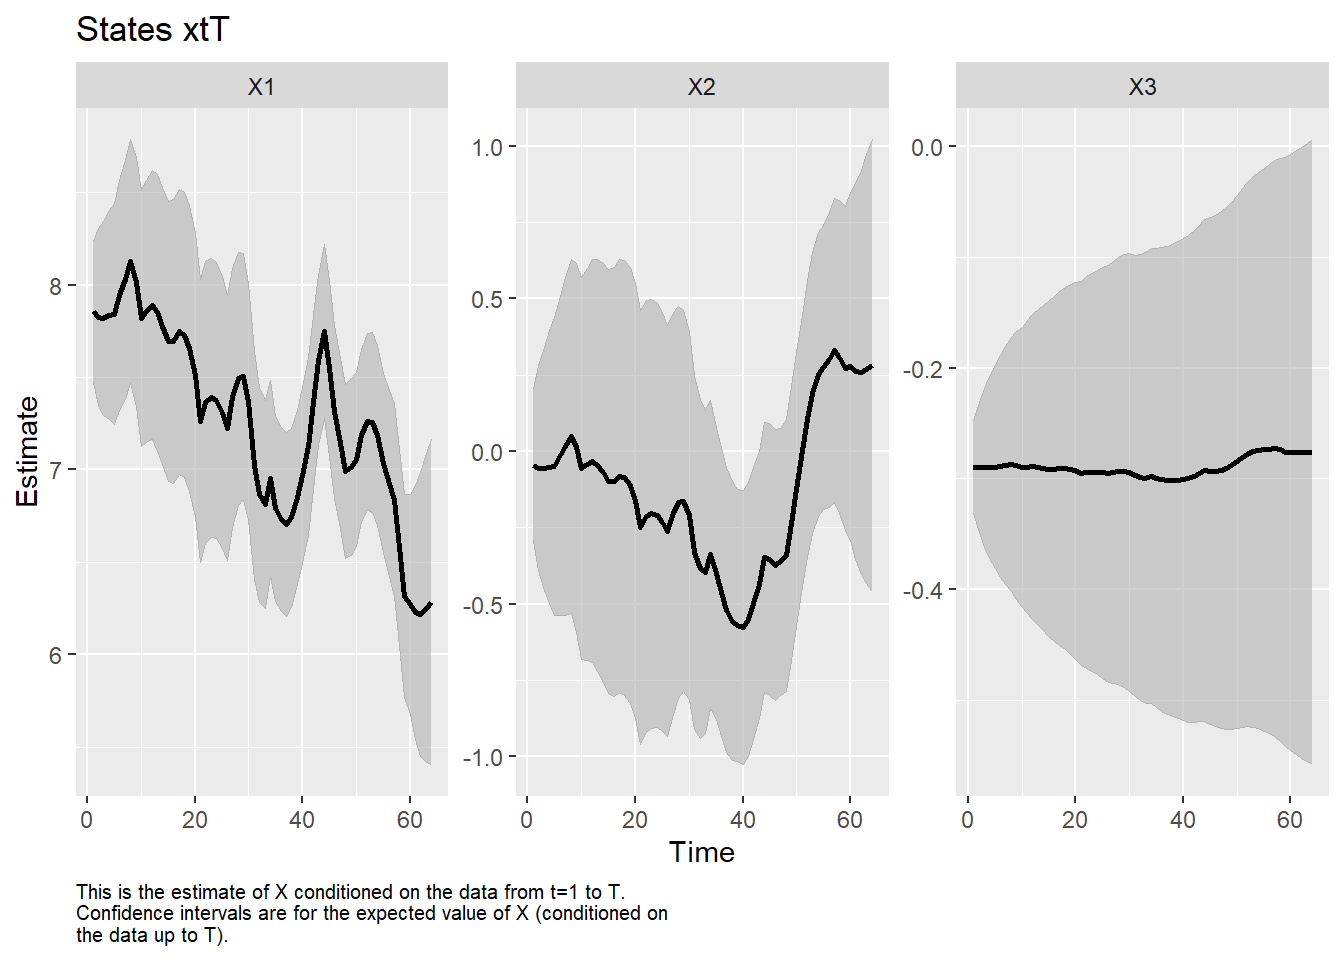 States xtT
X1
X2
X3
Estimate
8
7
6
1.0
0.5
0.0
-0.5
-1.0
0.0
-0.2
-0.4
0 20 40 60
0 20 40 60
0 20 40 60
Time
This is the estimate of X conditioned on the data from t=1 to T.
Confidence intervals are for the expected value of X (conditioned on
the data up to T).